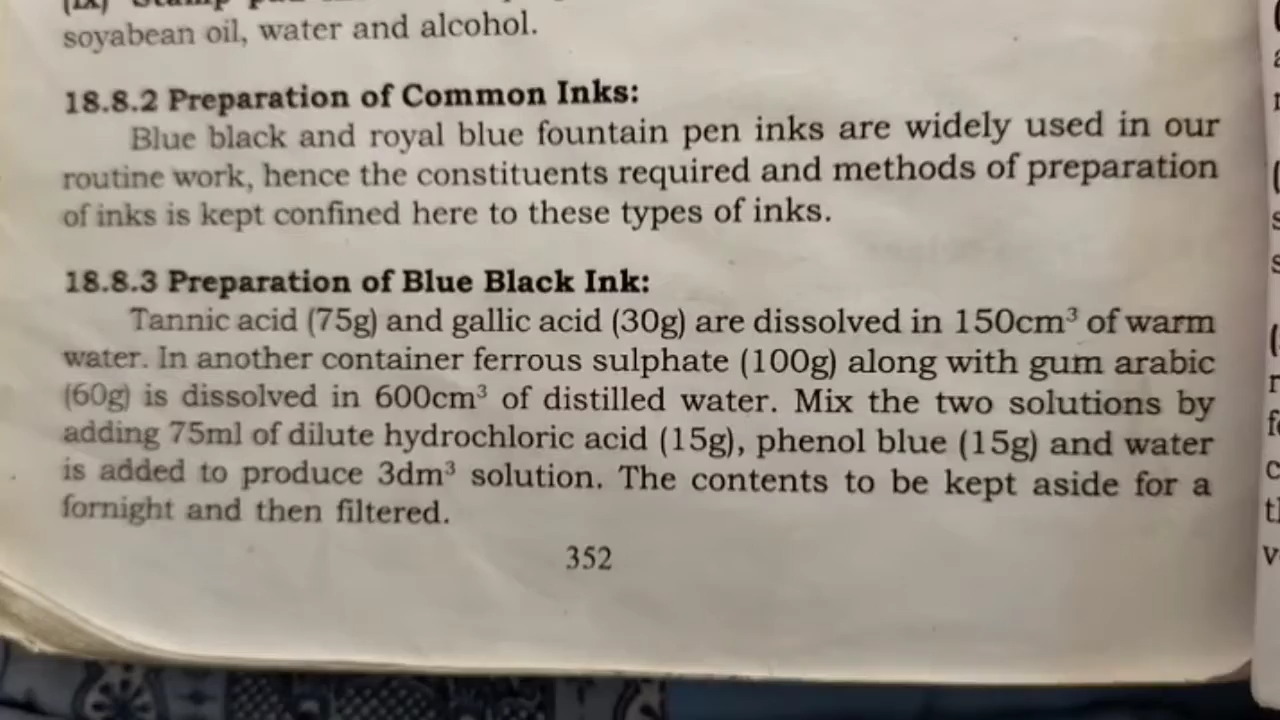 (ix) Stamp pad
soyabean oil, water and alcohol.
18.8.2 Preparation of Common Inks:
Blue black and royal blue fountain pen inks are widely used in our
routine work, hence the constituents required and methods of preparation
of inks is kept confined here to these types of inks.
18.8.3 Preparation of Blue Black Ink:
Tannic acid (75g) and gallic acid (30g) are dissolved in 150cm³ of warm
water. In another container ferrous sulphate (100g) along with gum arabic
(60g) is dissolved in 600cm³ of distilled water. Mix the two solutions by
adding 75ml of dilute hydrochloric acid (15g), phenol blue (15g) and water
is added to produce 3dm³ solution. The contents to be kept aside for a
fornight and then filtered.
352